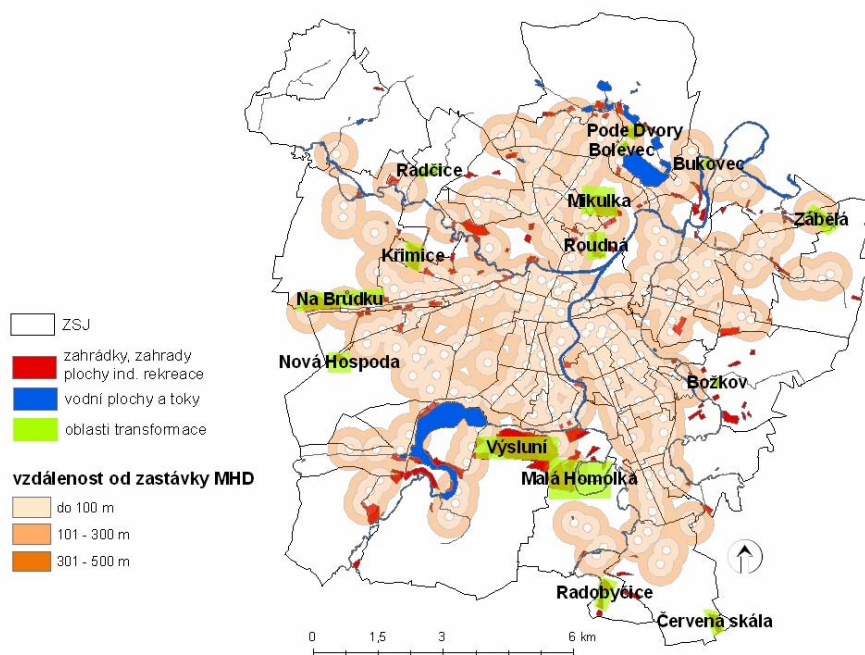 Pode Dvory
Bolevec
Bukovec
Radčice
Mikulka
Zábělá
Roudná
Křimice
Na Brůdku
Nová Hospoda
Božkov
Výsluní
Malá Homolka
Radobyčice
Červená skála
ZSJ
zahrádky, zahrady
plochy ind. rekreace
vodní plochy a toky
oblasti transformace
vzdálenost od zastávky MHD
do 100 m
101 - 300 m
301 - 500 m
0 1,5 3 6 km